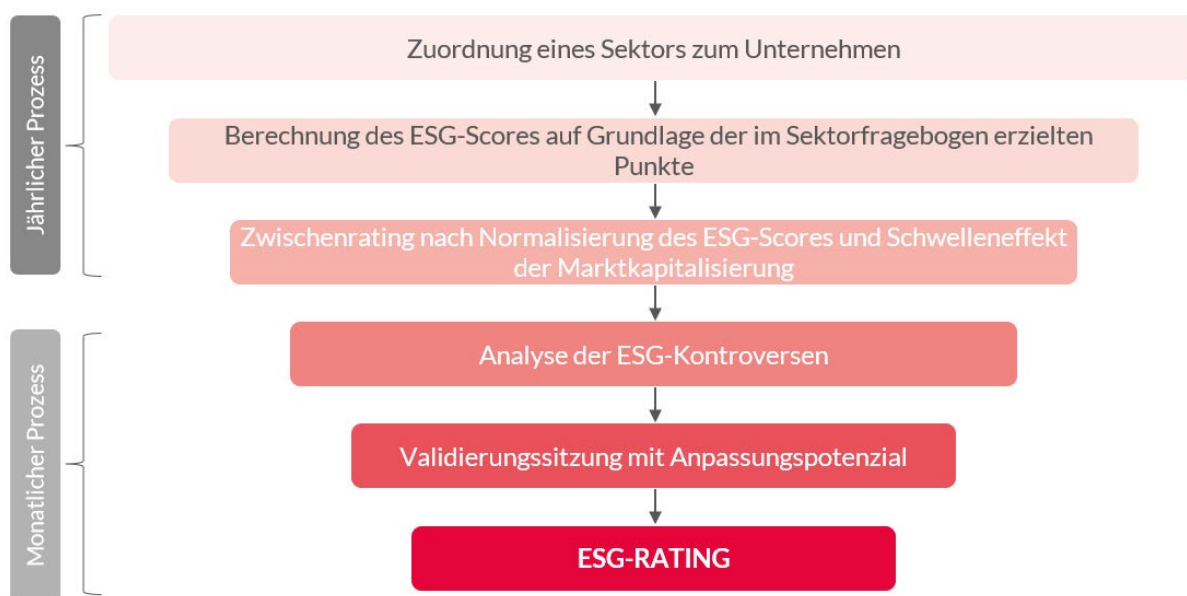 Jährlicher Prozess
Zuordnung eines Sektors zum Unternehmen
Berechnung des ESG-Scores auf Grundlage der im Sektorfragebogen erzielten
Punkte
Zwischenrating nach Normalisierung des ESG-Scores und Schwelleneffekt
der Marktkapitalisierung
Monatlicher Prozess
Analyse der ESG-Kontroversen
Validierungssitzung mit Anpassungspotenzial
ESG-RATING